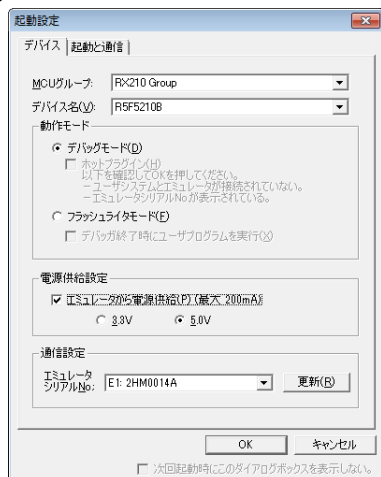 起動設定
デバイス 起動と通信
MCUグループ: RX210 Group
デバイス名(V): R5F5210B
動作モード
デバッグモード(D)
ホットプラグイン(H)
以下を確認してOKを押してください。
-ユーザシステムとエミュレータが接続されていない。
-エミュレータシリアルNoが表示されている。
フラッシュライタモード(F)
デバッガ終了時にユーザプログラムを実行(X)
電源供給設定
エミュレータから電源供給(P) (最大 200mA)
3.3V 5.0V
通信設定
エミュレータ
シリアルNo: E1: 2HM0014A 更新(R)
OK キャンセル
次回起動時にこのダイアログボックスを表示しない。